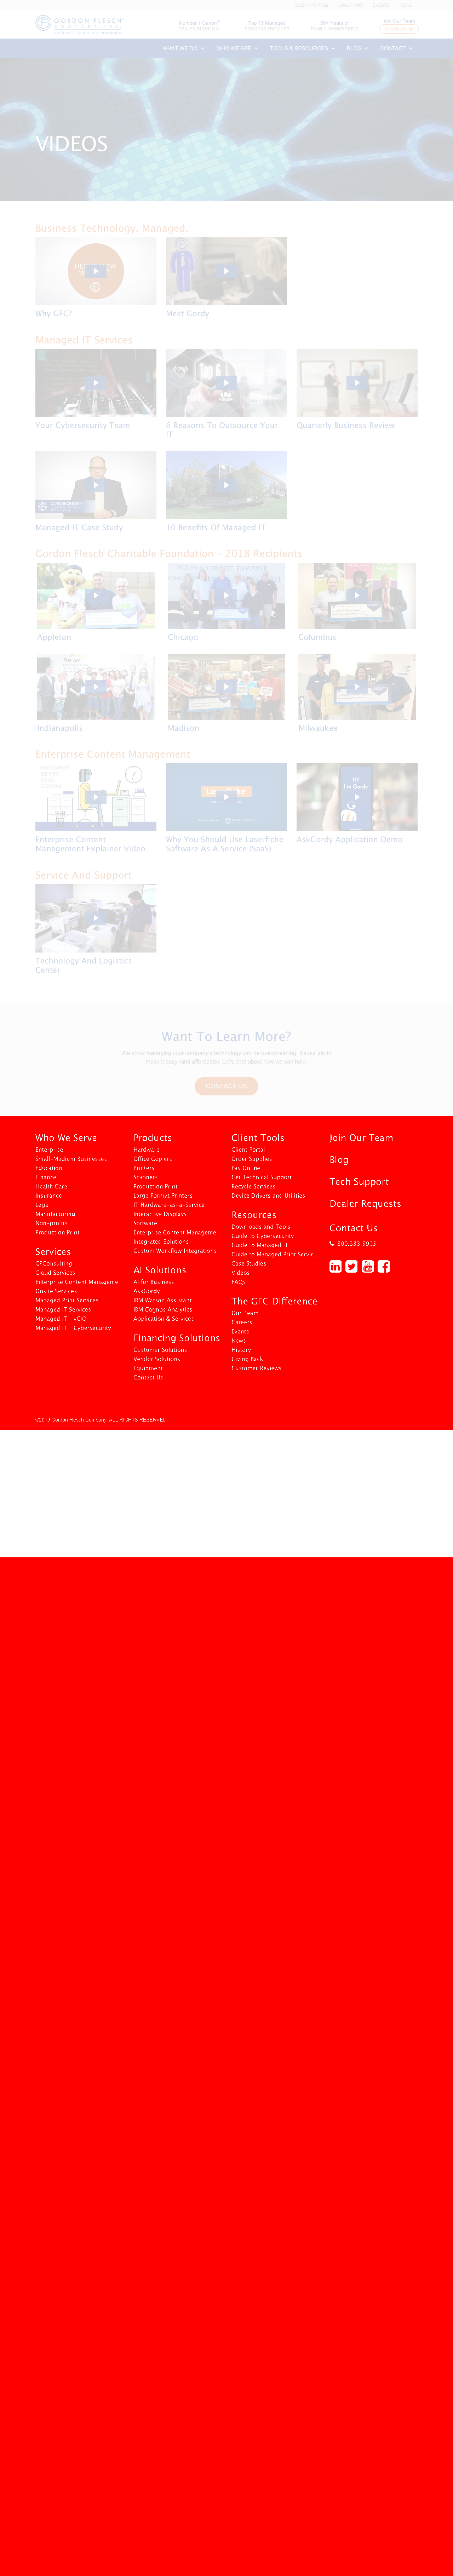 CLIENT PORTAL
LOCATIONS
EVENTS
GORDON FLESCH
COMPANY, INC.
Number 1 Canon®
DEALER IN THE U.S.
Top 10 Managed
SERVICES PROVIDER
60+ Years of
FAMILY OWNED PRIDE
Join Our Team
WHAT WE DO
WHO WE ARE
TOOLS & RESOURCES
BLOG
CONTACT
VIDEOS
Business Technology. Managed.
Why GFC?
Meet Gordy
Managed IT Services
Top 6
Your Cybersecurity Team
6 Reasons To Outsource Your
IT
Quarterly Business Review
Managed IT Case Study
10 Benefits Of Managed IT
Gordon Flesch Charitable Foundation - 2018 Recipients
Appleton
Chicago
Columbus
The Arc
Indianapolis
Madison
Milwaukee
Enterprise Content Management
Hi!
I'm Gordy
Enterprise Content
Management Explainer Video
Why You Should Use Laserfiche
Software As A Service (SaaS)
AskGordy Application Demo
Service And Support
Technology And Logistics
Center
Want To Learn More?
We know managing your company's technology can be overwhelming. It's our job to
make it easy (and affordable). Let's chat about how we can help.
CONTACT US
Who We Serve
Enterprise
Small-Medium Businesses
Education
Finance
Health Care
Insurance
Legal
Manufacturing
Non-profits
Production Print
Services
GFConsulting
Cloud Services
Enterprise Content Manageme...
Onsite Services
Managed Print Services
Managed IT Services
Managed IT vCIO
Managed IT Cybersecurity
Products
Hardware
Office Copiers
Printers
Scanners
Production Print
Large Format Printers
IT Hardware-as-a-Service
Interactive Displays
Software
Enterprise Content Manageme...
Integrated Solutions
Custom Workflow Integrations
AI Solutions
AI for Business
AskGordy
IBM Watson Assistant
IBM Cognos Analytics
Application & Services
Financing Solutions
Customer Solutions
Vendor Solutions
Equipment
Contact Us
Client Tools
Client Portal
Order Supplies
Pay Online
Get Technical Support
Recycle Services
Device Drivers and Utilities
Resources
Downloads and Tools
Guide to Cybersecurity
Guide to Managed IT
Guide to Managed Print Servic...
Case Studies
Videos
FAQs
The GFC Difference
Our Team
Careers
Events
News
History
Giving Back
Customer Reviews
Join Our Team
Blog
Tech Support
Dealer Requests
Contact Us
800.333.5905
©2019 Gordon Flesch Company. ALL RIGHTS RESERVED.